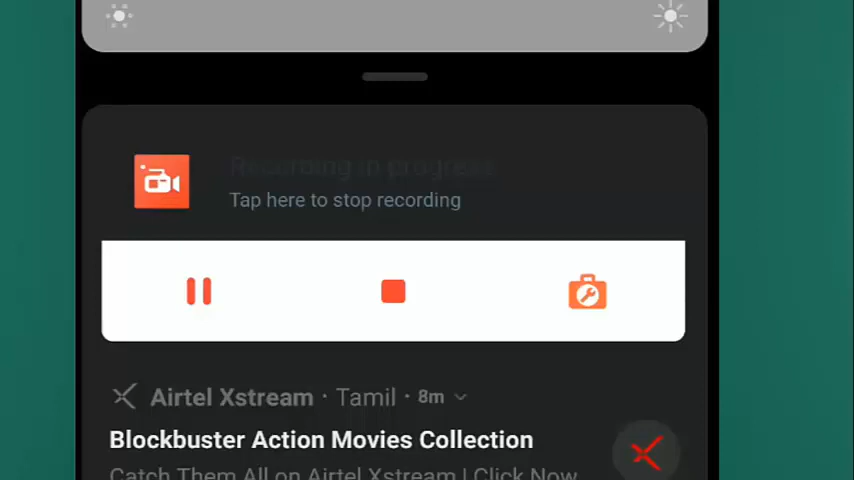 Recording in progress
Tap here to stop recording
Airtel Xstream · Tamil · 8m
Blockbuster Action Movies Collection
Catch Them All on Airtel Xstream | Click Now